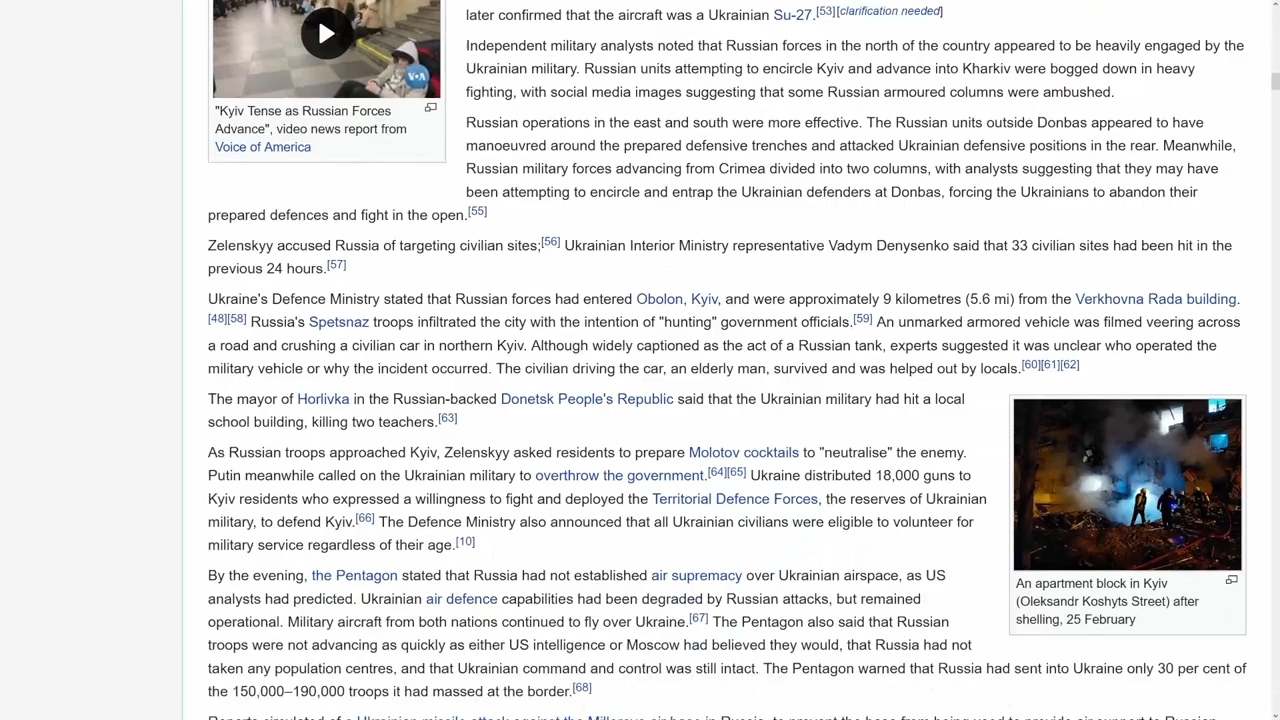 later confirmed that the aircraft was a Ukrainian Su-27.[53][clarification needed]
Independent military analysts noted that Russian forces in the north of the country appeared to be heavily engaged by the
Ukrainian military. Russian units attempting to encircle Kyiv and advance into Kharkiv were bogged down in heavy
fighting, with social media images suggesting that some Russian armoured columns were ambushed.
VOA
"Kyiv Tense as Russian Forces
Advance", video news report from
Voice of America
Russian operations in the east and south were more effective. The Russian units outside Donbas appeared to have
manoeuvred around the prepared defensive trenches and attacked Ukrainian defensive positions in the rear. Meanwhile,
Russian military forces advancing from Crimea divided into two columns, with analysts suggesting that they may have
been attempting to encircle and entrap the Ukrainian defenders at Donbas, forcing the Ukrainians to abandon their
prepared defences and fight in the open.[55]
Zelenskyy accused Russia of targeting civilian sites;[56] Ukrainian Interior Ministry representative Vadym Denysenko said that 33 civilian sites had been hit in the
previous 24 hours.[57]
Ukraine's Defence Ministry stated that Russian forces had entered Obolon, Kyiv, and were approximately 9 kilometres (5.6 mi) from the Verkhovna Rada building.
[48][58] Russia's Spetsnaz troops infiltrated the city with the intention of "hunting" government officials.[59] An unmarked armored vehicle was filmed veering across
a road and crushing a civilian car in northern Kyiv. Although widely captioned as the act of a Russian tank, experts suggested it was unclear who operated the
military vehicle or why the incident occurred. The civilian driving the car, an elderly man, survived and was helped out by locals.[60][61][62]
The mayor of Horlivka in the Russian-backed Donetsk People's Republic said that the Ukrainian military had hit a local
school building, killing two teachers.[63]
As Russian troops approached Kyiv, Zelenskyy asked residents to prepare Molotov cocktails to "neutralise" the enemy.
Putin meanwhile called on the Ukrainian military to overthrow the government.[64][65] Ukraine distributed 18,000 guns to
Kyiv residents who expressed a willingness to fight and deployed the Territorial Defence Forces, the reserves of Ukrainian
military, to defend Kyiv.[66] The Defence Ministry also announced that all Ukrainian civilians were eligible to volunteer for
military service regardless of their age.[10]
An apartment block in Kyiv
(Oleksandr Koshyts Street) after
shelling, 25 February
By the evening, the Pentagon stated that Russia had not established air supremacy over Ukrainian airspace, as US
analysts had predicted. Ukrainian air defence capabilities had been degraded by Russian attacks, but remained
operational. Military aircraft from both nations continued to fly over Ukraine.[67] The Pentagon also said that Russian
troops were not advancing as quickly as either US intelligence or Moscow had believed they would, that Russia had not
taken any population centres, and that Ukrainian command and control was still intact. The Pentagon warned that Russia had sent into Ukraine only 30 per cent of
the 150,000–190,000 troops it had massed at the border.[68]